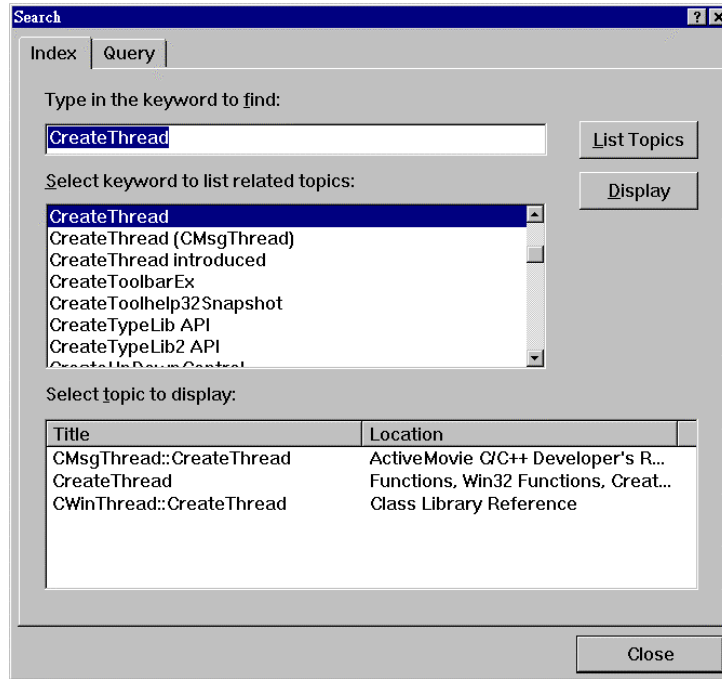 Search
Index Query
Type in the keyword to find:
CreateThread
List Topics
Select keyword to list related topics:
Display
CreateThread
CreateThread (CMsgThread)
CreateThread introduced
CreateToolbarEx
CreateToolhelp32Snapshot
CreateTypeLib API
CreateTypeLib2 API
CreateUpDownControl
Select topic to display:
Title Location
CMsgThread::CreateThread ActiveMovie C/C++ Developer's R...
CreateThread Functions, Win32 Functions, Creat...
CWinThread::CreateThread Class Library Reference
Close